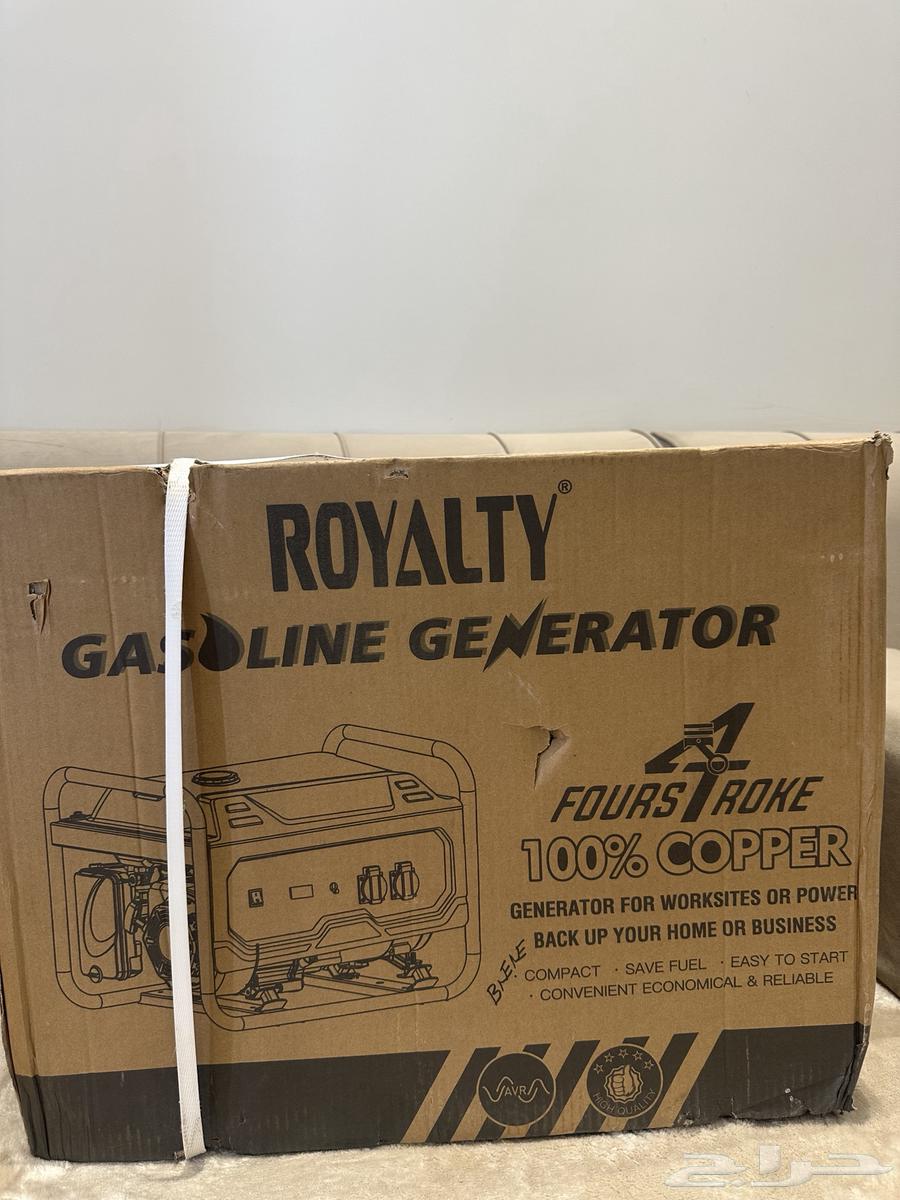 ROYALTY®
GASOLINE GENERATOR
4
FOURSTROKE
100% COPPER
GENERATOR FOR WORKSITES OR POWER
BACK UP YOUR HOME OR BUSINESS
· COMPACT · SAVE FUEL · EASY TO START
· CONVENIENT ECONOMICAL & RELIABLE
AVR
HIGH QUALITY
حراج